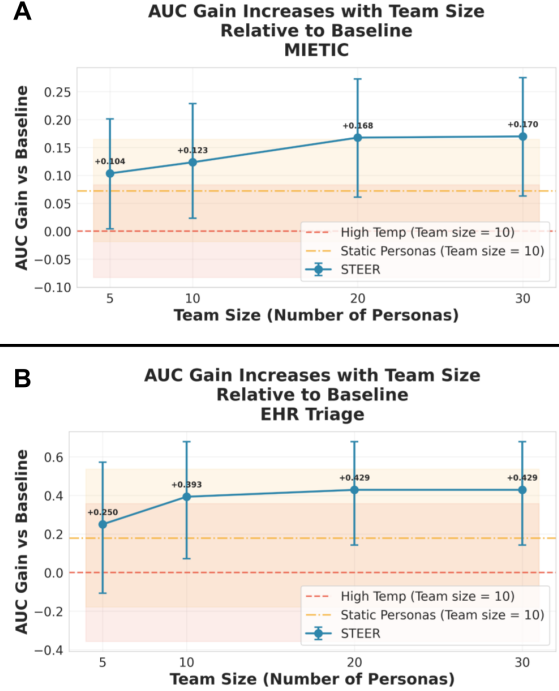 A
AUC Gain Increases with Team Size
Relative to Baseline
MIETIC
AUC Gain vs Baseline
0.25
0.20
0.15
0.10
0.05
0.00
−0.05
−0.10
+0.104
+0.123
+0.168
+0.170
High Temp (Team size = 10)
Static Personas (Team size = 10)
STEER
5
10
20
30
Team Size (Number of Personas)
B
AUC Gain Increases with Team Size
Relative to Baseline
EHR Triage
AUC Gain vs Baseline
0.6
0.4
0.2
0.0
−0.2
−0.4
+0.250
+0.393
+0.429
+0.429
High Temp (Team size = 10)
Static Personas (Team size = 10)
STEER
5
10
20
30
Team Size (Number of Personas)